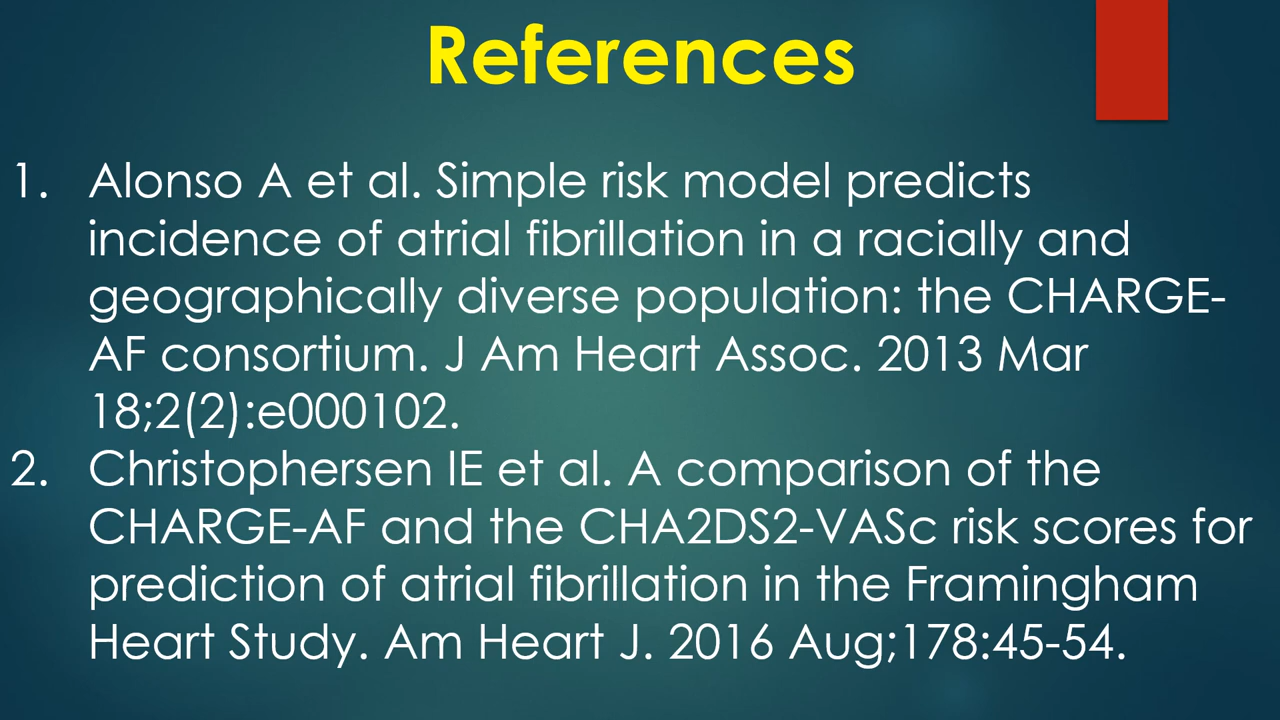 References
1. Alonso A et al. Simple risk model predicts
incidence of atrial fibrillation in a racially and
geographically diverse population: the CHARGE-
AF consortium. J Am Heart Assoc. 2013 Mar
18;2(2):e000102.
2. Christophersen IE et al. A comparison of the
CHARGE-AF and the CHA2DS2-VASc risk scores for
prediction of atrial fibrillation in the Framingham
Heart Study. Am Heart J. 2016 Aug;178:45-54.